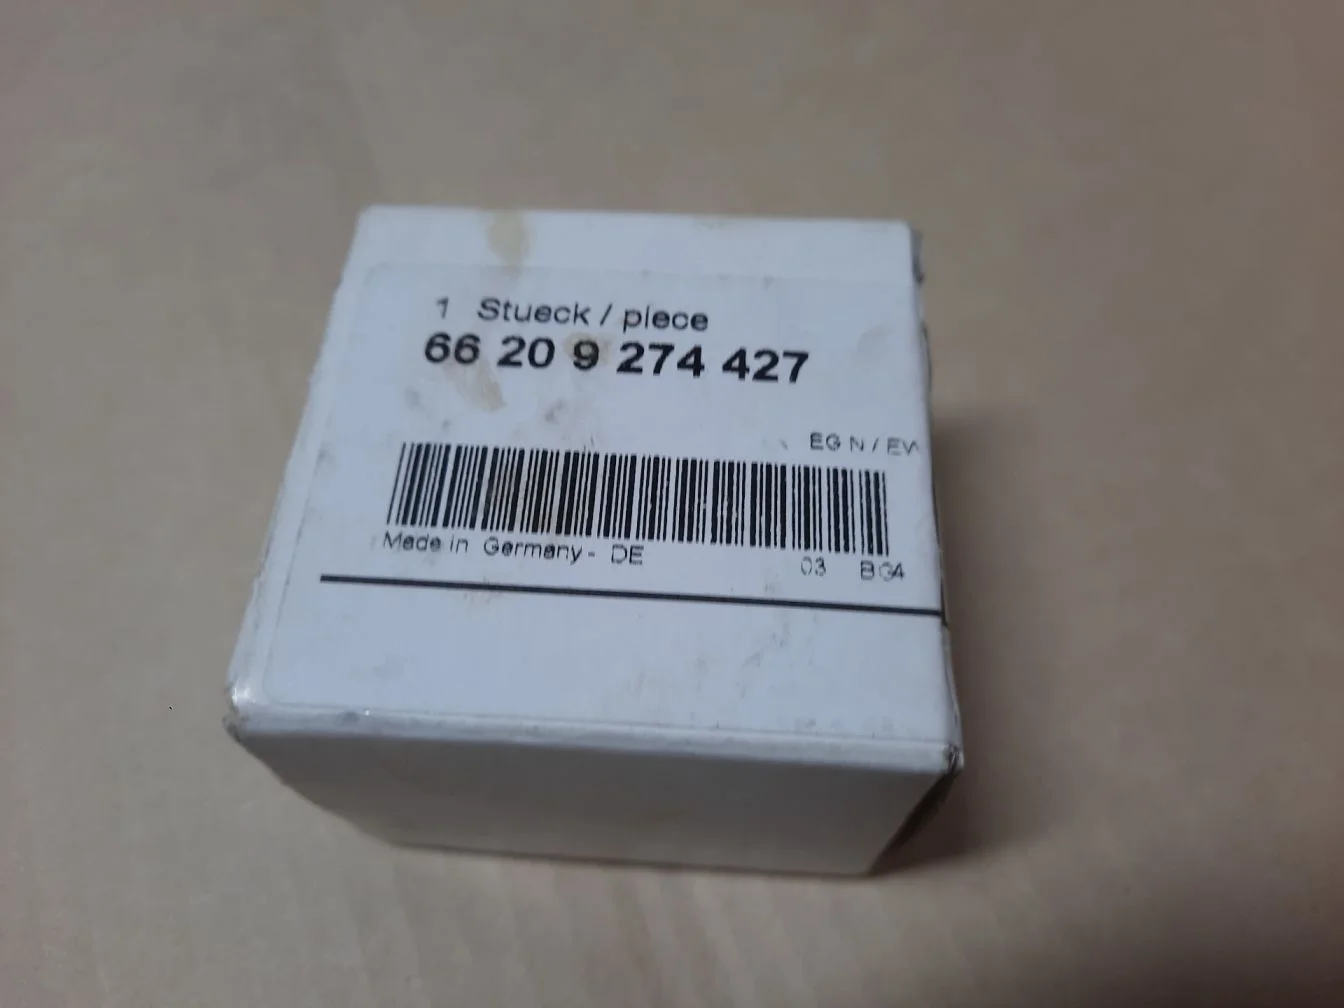 1 Stueck / piece
66 20 9 274 427
EG N / EW
Made in Germany - DE
03 BG4